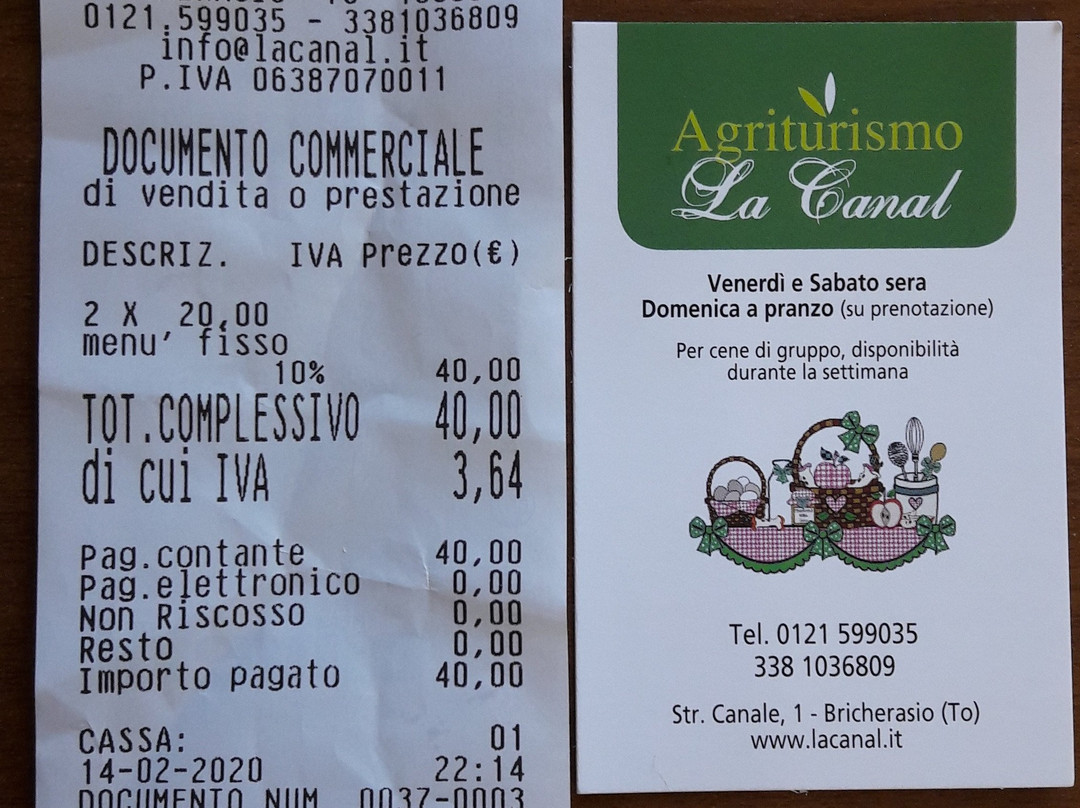 0121.599035 - 3381036809
info@lacanal.it
P.IVA 06387070011
DOCUMENTO COMMERCIALE
di vendita o prestazione
DESCRIZ. IVA Prezzo(€)
2 X 20,00
menu' fisso
10% 40,00
TOT.COMPLESSIVO 40,00
di cui IVA 3,64
Pag.contante 40,00
Pag.elettronico 0,00
Non Riscosso 0,00
Resto 0,00
Importo pagato 40,00
CASSA: 01
14-02-2020 22:14
DOCUMENTO NUM 0037-0003
Agriturismo
La Canal
Venerdì e Sabato sera
Domenica a pranzo (su prenotazione)
Per cene di gruppo, disponibilità
durante la settimana
Tel. 0121 599035
338 1036809
Str. Canale, 1 - Bricherasio (To)
www.lacanal.it